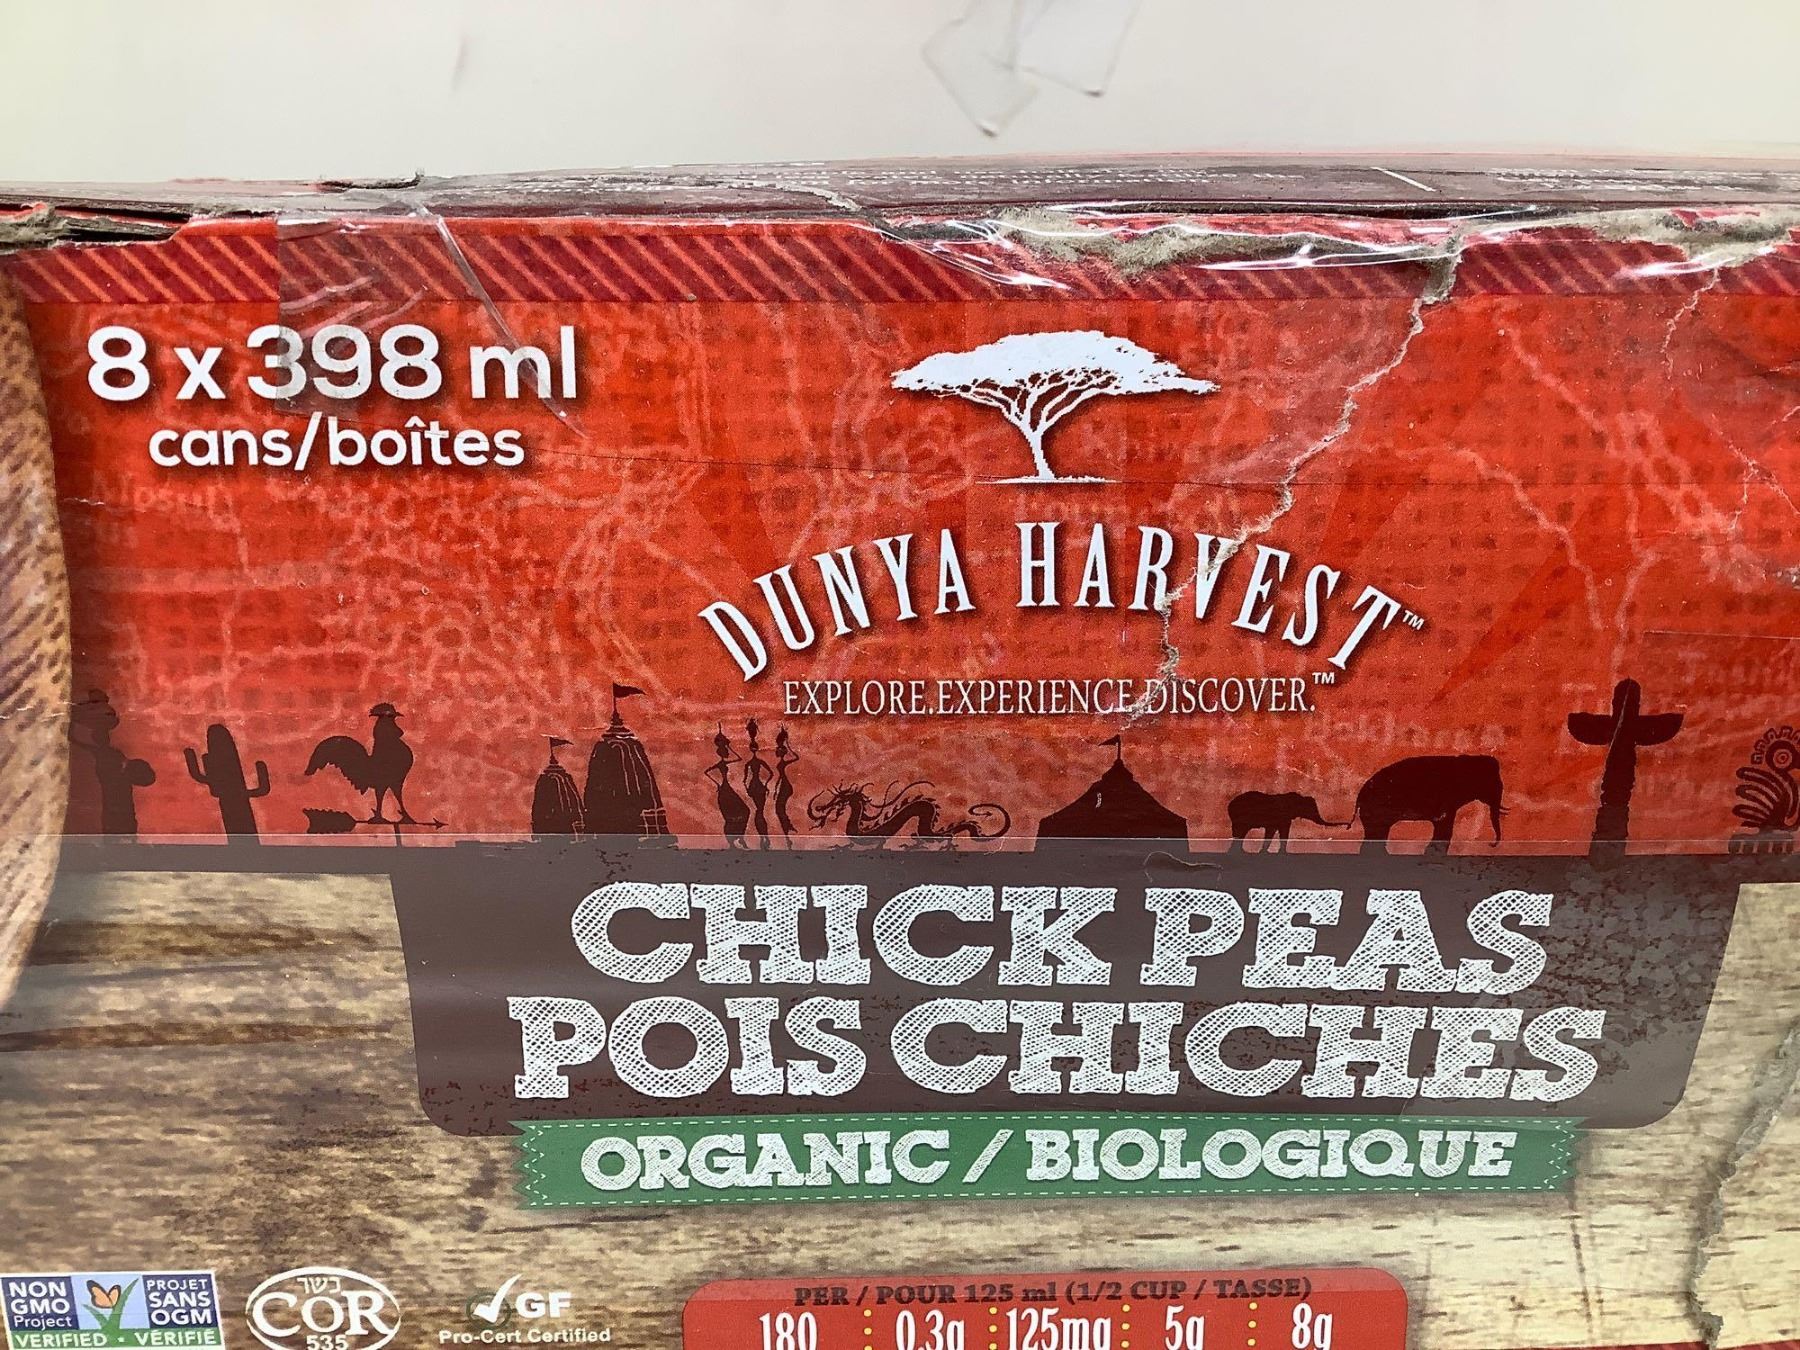 8 x 398 ml
cans/boîtes
DUNYA HARVEST™
EXPLORE.EXPERIENCE.DISCOVER.™
CHICK PEAS
POIS CHICHES
ORGANIC / BIOLOGIQUE
NON
GMO
Project
VERIFIED
PROJET
SANS
OGM
VÉRIFIÉ
כשר
COR
535
GF
Pro-Cert Certified
PER / POUR 125 ml (1/2 CUP / TASSE)
180 : 0.3g : 125mg : 5g : 8g